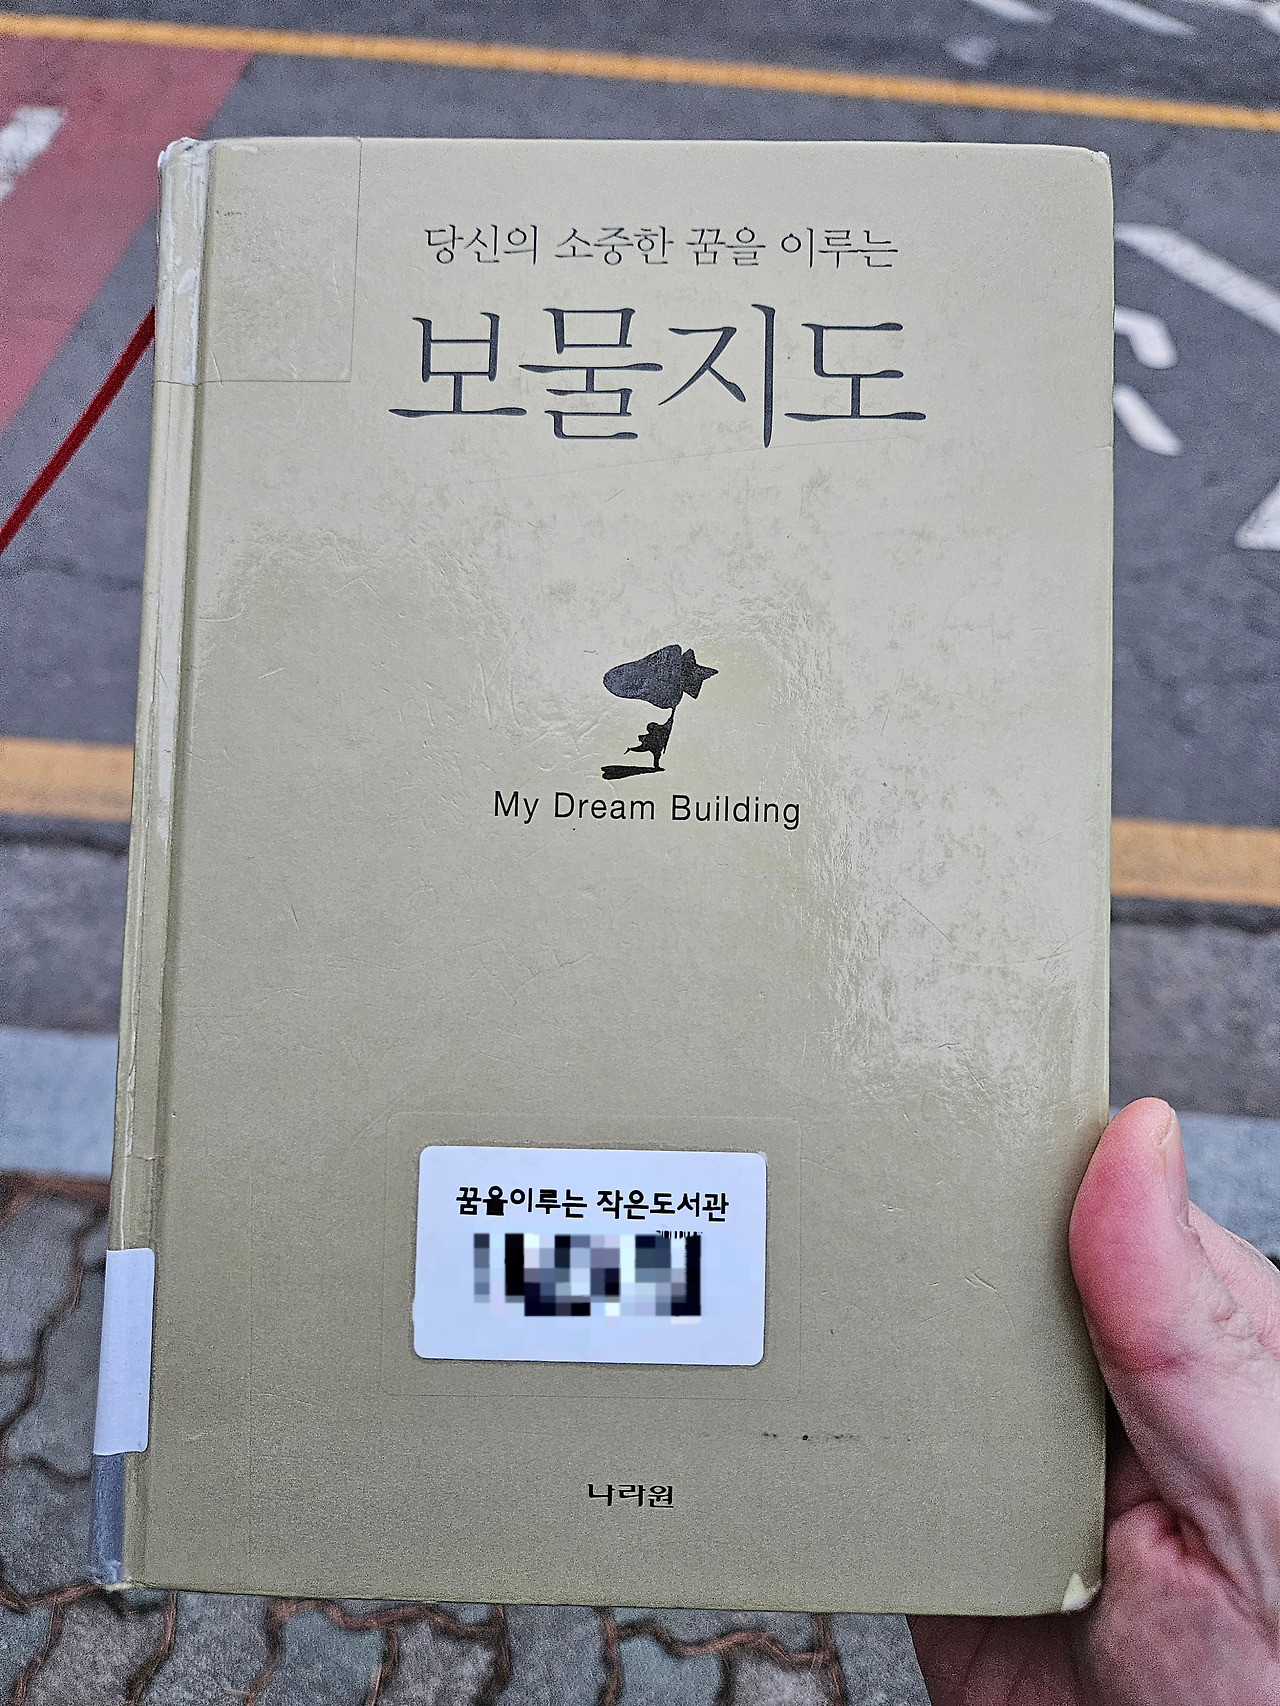 당신의 소중한 꿈을 이루는
보물지도
My Dream Building
꿈을이루는 작은도서관
나라원